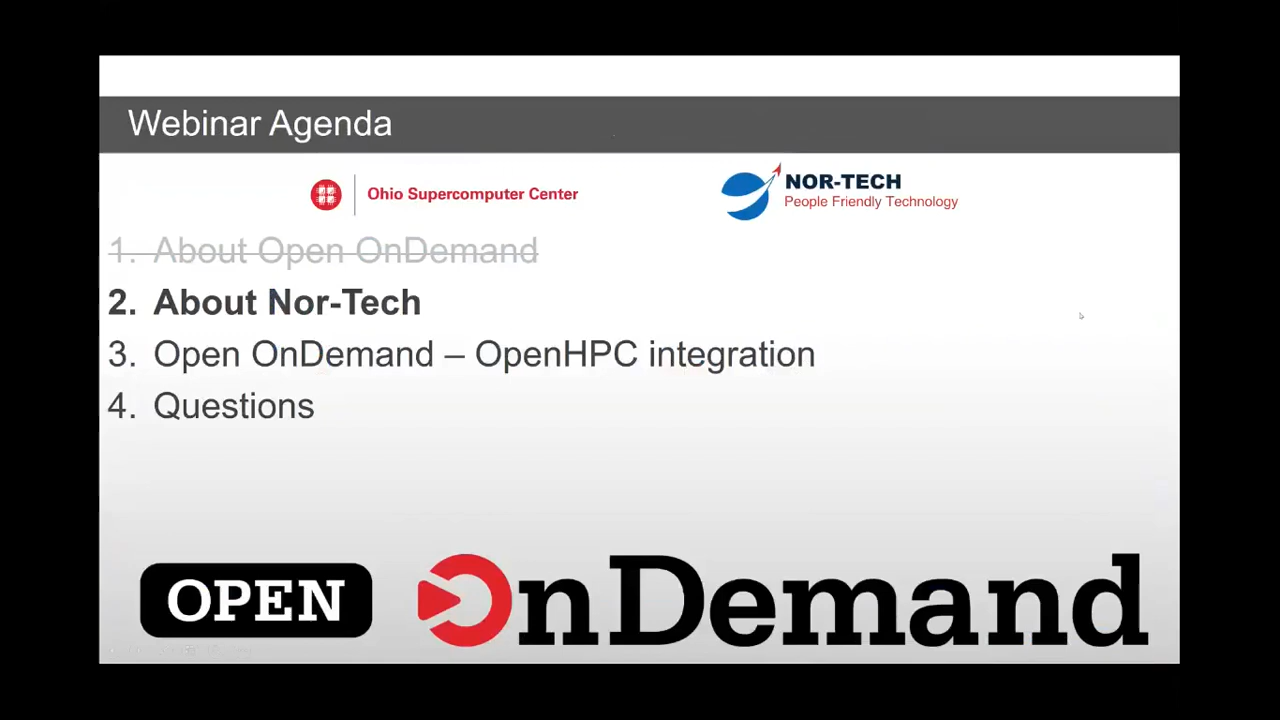 Webinar Agenda
Ohio Supercomputer Center
NOR-TECH
People Friendly Technology
1. About Open OnDemand
2. About Nor-Tech
3. Open OnDemand – OpenHPC integration
4. Questions
OPEN OnDemand